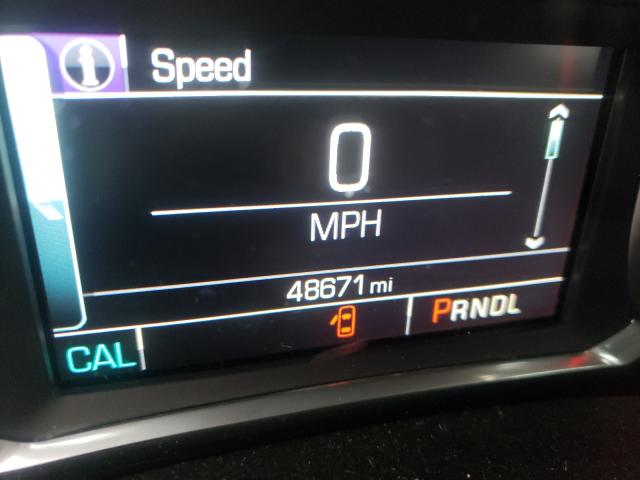 i Speed
0
MPH
48671 mi
CAL PRNDL